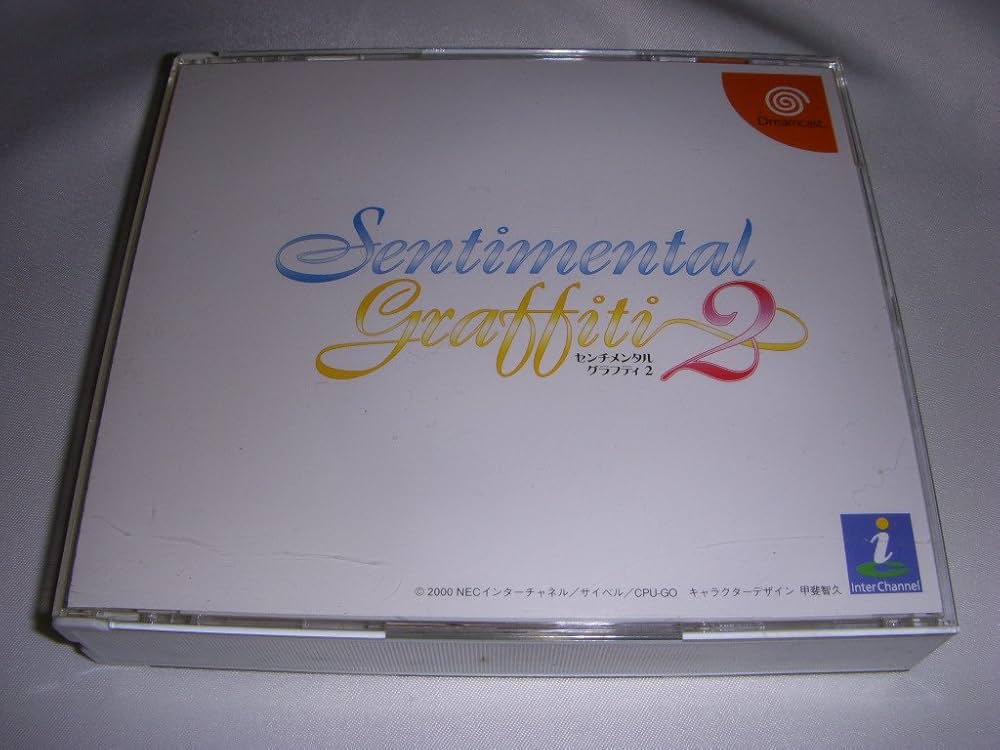 Dreamcast
Sentimental
Graffiti 2
センチメンタル
グラフティ2
i
InterChannel
© 2000 NECインターチャネル／サイベル／CPU-GO キャラクターデザイン 甲斐智久